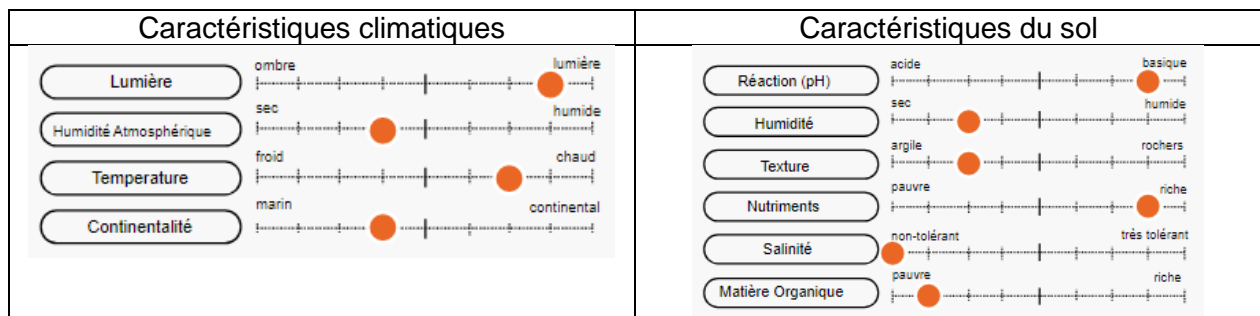 Caractéristiques climatiques
Caractéristiques du sol
ombre
lumière
Lumière
sec
humide
Humidité Atmosphérique
froid
chaud
Temperature
marin
continental
Continentalité
acide
basique
Réaction (pH)
sec
humide
Humidité
argile
rochers
Texture
pauvre
riche
Nutriments
non-tolérant
très tolérant
Salinité
pauvre
riche
Matière Organique